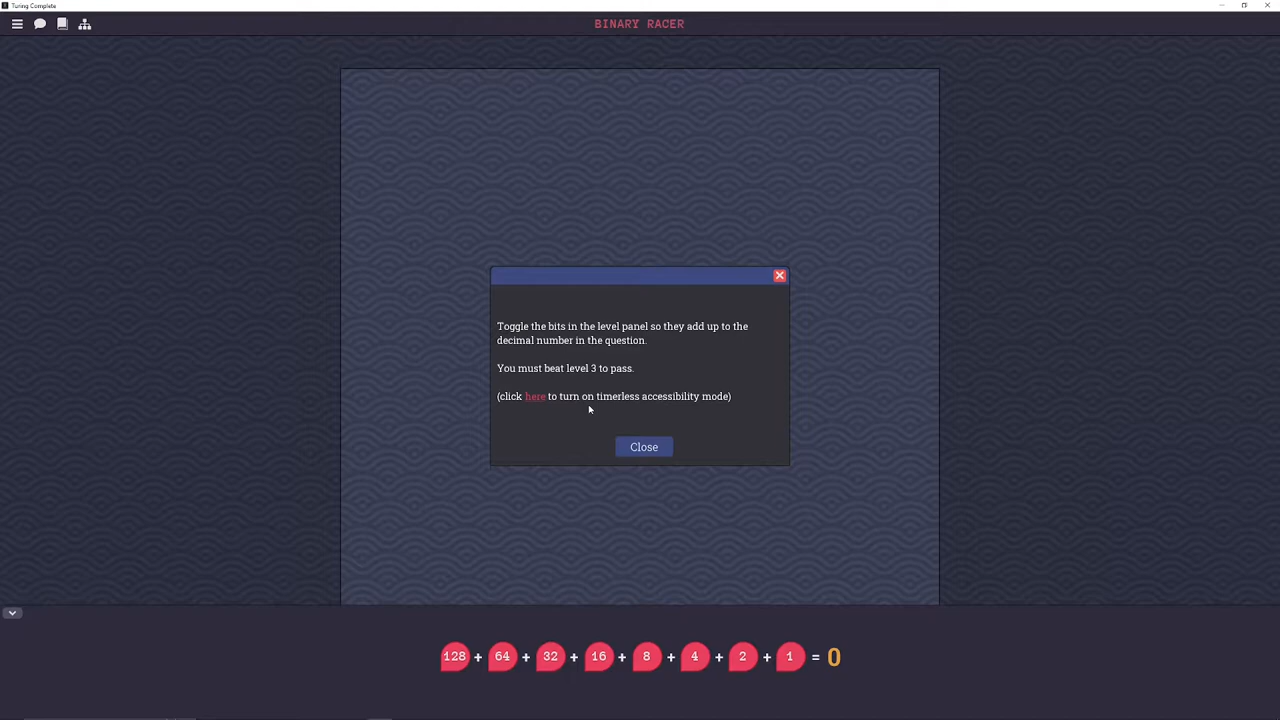 Turing Complete
BINARY RACER
Toggle the bits in the level panel so they add up to the
decimal number in the question.
You must beat level 3 to pass.
(click here to turn on timerless accessibility mode)
Close
128 + 64 + 32 + 16 + 8 + 4 + 2 + 1 = 0